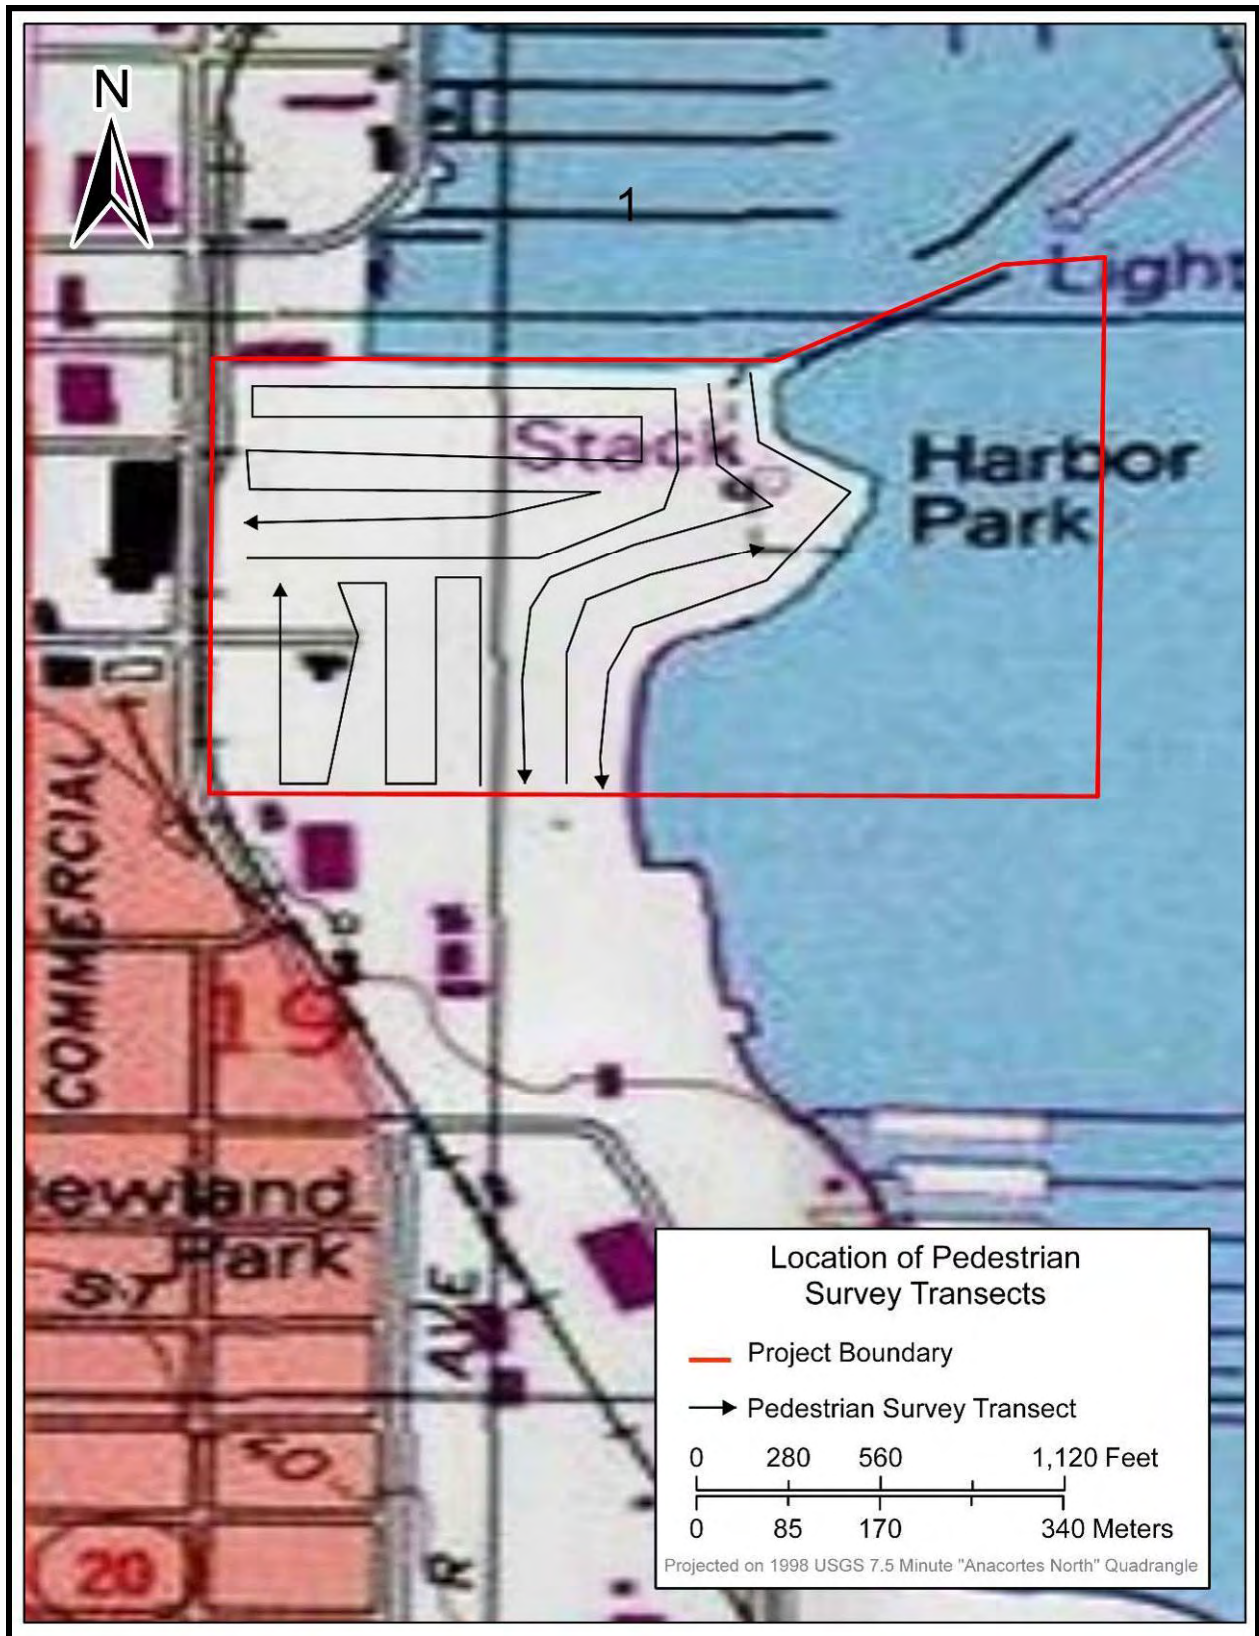 N
1
Light
Stack
Harbor
Park
COMMERCIAL
19
ewland
Park
ST
AVE
R
20
Location of Pedestrian
Survey Transects
Project Boundary
Pedestrian Survey Transect
0 280 560 1,120 Feet
0 85 170 340 Meters
Projected on 1998 USGS 7.5 Minute "Anacortes North" Quadrangle